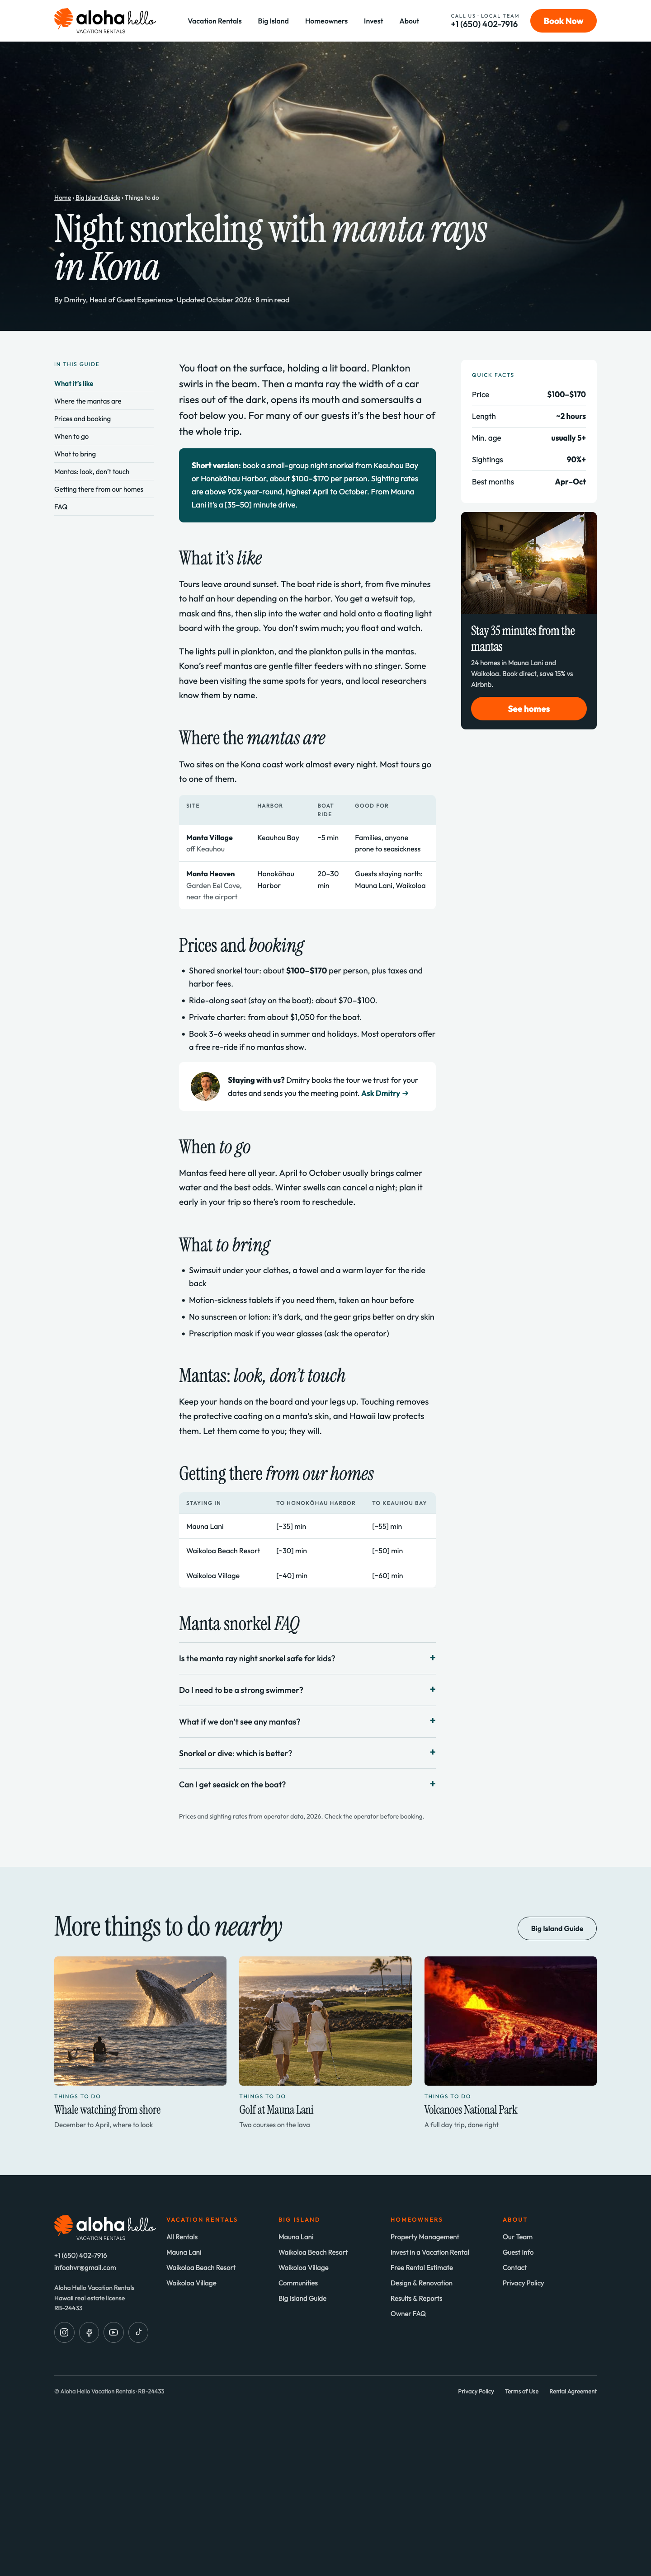 aloha hello
VACATION RENTALS
Vacation Rentals
Big Island
Homeowners
Invest
About
CALL US · LOCAL TEAM
+1 (650) 402-7916
Book Now
Home › Big Island Guide › Things to do
Night snorkeling with manta rays
in Kona
By Dmitry, Head of Guest Experience · Updated October 2026 · 8 min read
IN THIS GUIDE
What it's like
Where the mantas are
Prices and booking
When to go
What to bring
Mantas: look, don't touch
Getting there from our homes
FAQ
You float on the surface, holding a lit board. Plankton
swirls in the beam. Then a manta ray the width of a car
rises out of the dark, opens its mouth and somersaults a
foot below you. For many of our guests it's the best hour of
the whole trip.
Short version: book a small-group night snorkel from Keauhou Bay
or Honokōhau Harbor, about $100–$170 per person. Sighting rates
are above 90% year-round, highest April to October. From Mauna
Lani it's a [35–50] minute drive.
What it's like
Tours leave around sunset. The boat ride is short, from five minutes
to half an hour depending on the harbor. You get a wetsuit top,
mask and fins, then slip into the water and hold onto a floating light
board with the group. You don't swim much; you float and watch.
The lights pull in plankton, and the plankton pulls in the mantas.
Kona's reef mantas are gentle filter feeders with no stinger. Some
have been visiting the same spots for years, and local researchers
know them by name.
Where the mantas are
Two sites on the Kona coast work almost every night. Most tours go
to one of them.
SITE
HARBOR
BOAT
RIDE
GOOD FOR
Manta Village
off Keauhou
Keauhou Bay
~5 min
Families, anyone
prone to seasickness
Manta Heaven
Garden Eel Cove,
near the airport
Honokōhau
Harbor
20–30
min
Guests staying north:
Mauna Lani, Waikoloa
Prices and booking
• Shared snorkel tour: about $100–$170 per person, plus taxes and
harbor fees.
• Ride-along seat (stay on the boat): about $70–$100.
• Private charter: from about $1,050 for the boat.
• Book 3–6 weeks ahead in summer and holidays. Most operators offer
a free re-ride if no mantas show.
Staying with us? Dmitry books the tour we trust for your
dates and sends you the meeting point. Ask Dmitry →
When to go
Mantas feed here all year. April to October usually brings calmer
water and the best odds. Winter swells can cancel a night; plan it
early in your trip so there's room to reschedule.
What to bring
• Swimsuit under your clothes, a towel and a warm layer for the ride
back
• Motion-sickness tablets if you need them, taken an hour before
• No sunscreen or lotion: it's dark, and the gear grips better on dry skin
• Prescription mask if you wear glasses (ask the operator)
Mantas: look, don't touch
Keep your hands on the board and your legs up. Touching removes
the protective coating on a manta's skin, and Hawaii law protects
them. Let them come to you; they will.
Getting there from our homes
STAYING IN
TO HONOKŌHAU HARBOR
TO KEAUHOU BAY
Mauna Lani
[~35] min
[~55] min
Waikoloa Beach Resort
[~30] min
[~50] min
Waikoloa Village
[~40] min
[~60] min
Manta snorkel FAQ
Is the manta ray night snorkel safe for kids? +
Do I need to be a strong swimmer? +
What if we don't see any mantas? +
Snorkel or dive: which is better? +
Can I get seasick on the boat? +
Prices and sighting rates from operator data, 2026. Check the operator before booking.
QUICK FACTS
Price $100–$170
Length ~2 hours
Min. age usually 5+
Sightings 90%+
Best months Apr–Oct
Stay 35 minutes from the
mantas
24 homes in Mauna Lani and
Waikoloa. Book direct, save 15% vs
Airbnb.
See homes
More things to do nearby
Big Island Guide
THINGS TO DO
Whale watching from shore
December to April, where to look
THINGS TO DO
Golf at Mauna Lani
Two courses on the lava
THINGS TO DO
Volcanoes National Park
A full day trip, done right
aloha hello
VACATION RENTALS
+1 (650) 402-7916
infoahvr@gmail.com
Aloha Hello Vacation Rentals
Hawaii real estate license
RB-24433
VACATION RENTALS
All Rentals
Mauna Lani
Waikoloa Beach Resort
Waikoloa Village
BIG ISLAND
Mauna Lani
Waikoloa Beach Resort
Waikoloa Village
Communities
Big Island Guide
HOMEOWNERS
Property Management
Invest in a Vacation Rental
Free Rental Estimate
Design & Renovation
Results & Reports
Owner FAQ
ABOUT
Our Team
Guest Info
Contact
Privacy Policy
© Aloha Hello Vacation Rentals · RB-24433
Privacy Policy
Terms of Use
Rental Agreement